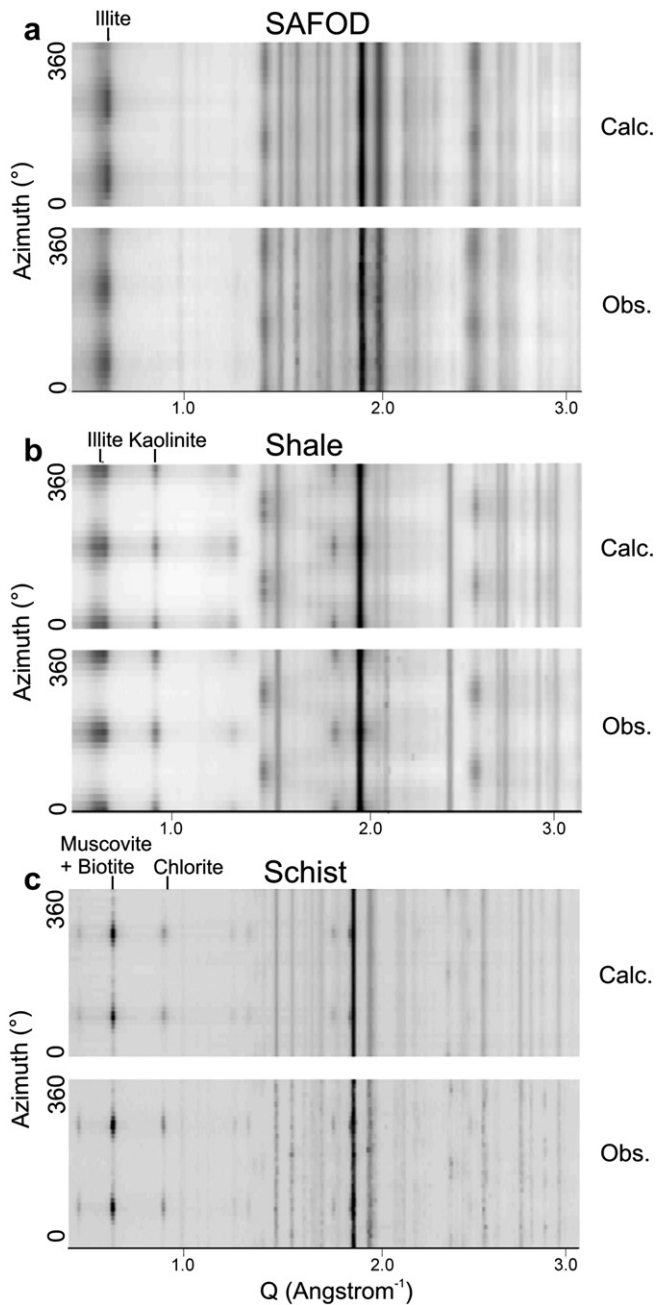 Illite
a SAFOD
360
0
Azimuth (°)
Calc.
360
0
Obs.
1.0 2.0 3.0
Illite Kaolinite
b Shale
360
0
Azimuth (°)
Calc.
360
0
Obs.
1.0 2.0 3.0
Muscovite
+ Biotite Chlorite
c Schist
360
0
Azimuth (°)
Calc.
360
0
Obs.
1.0 2.0 3.0
Q (Angstrom⁻¹)